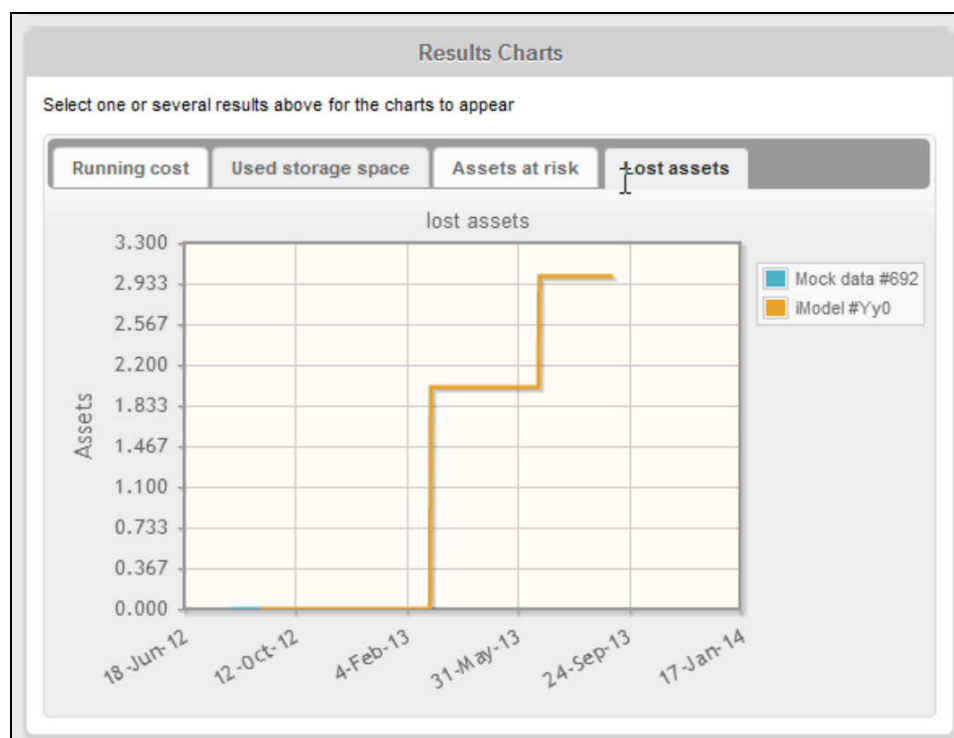 Results Charts
Select one or several results above for the charts to appear
Running cost Used storage space Assets at risk Lost assets
lost assets
3.300
2.933
2.567
2.200
1.833
1.467
1.100
0.733
0.367
0.000
Assets
Mock data #692
iModel #Yy0
18-Jun-12 12-Oct-12 4-Feb-13 31-May-13 24-Sep-13 17-Jan-14